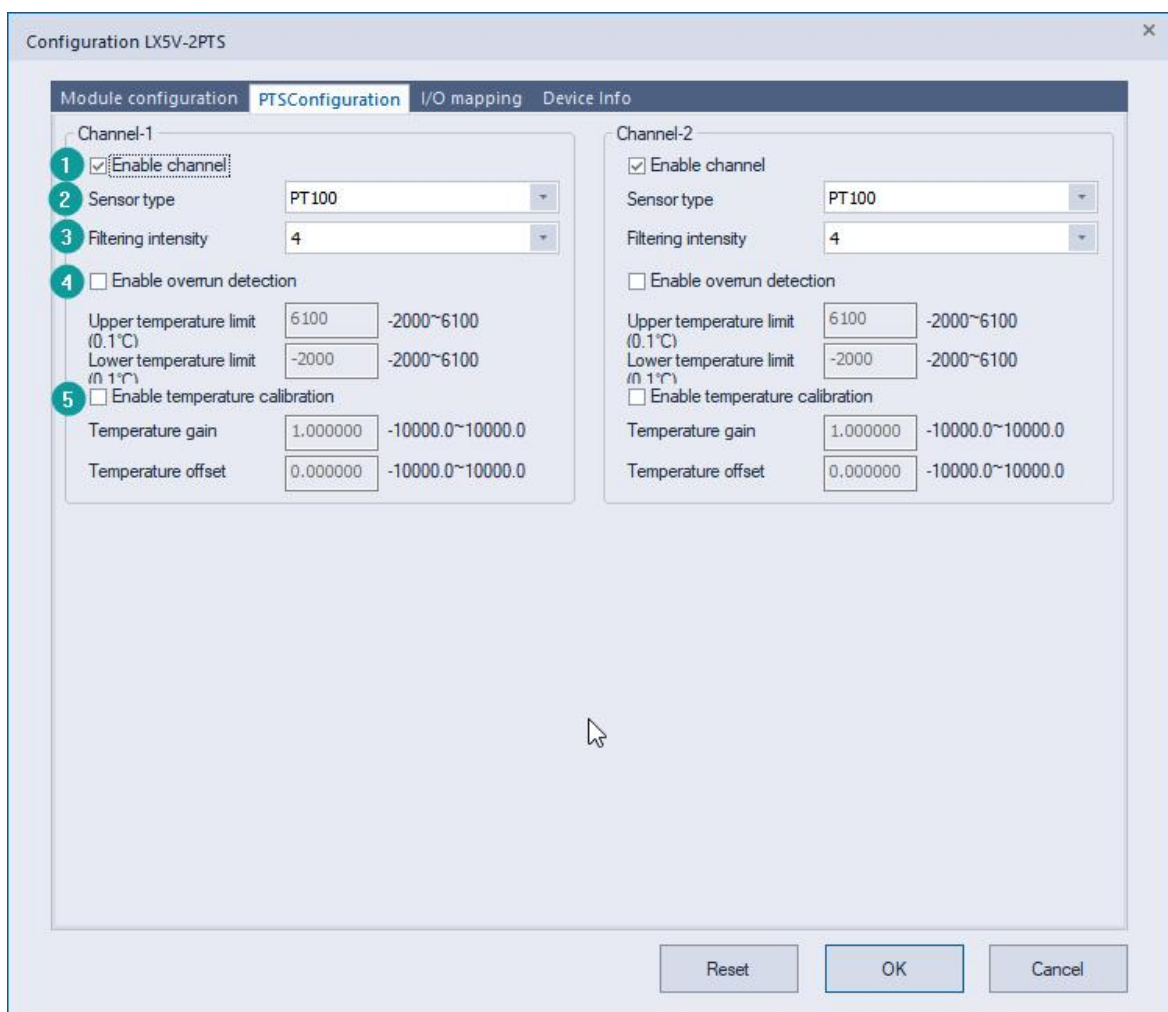 Configuration LX5V-2PTS
Module configuration PTSConfiguration I/O mapping Device Info
Channel-1
1 Enable channel
2 Sensor type PT100
3 Filtering intensity 4
4 Enable overrun detection
Upper temperature limit 6100 -2000~6100
(0.1°C)
Lower temperature limit -2000 -2000~6100
(0.1°C)
5 Enable temperature calibration
Temperature gain 1.000000 -10000.0~10000.0
Temperature offset 0.000000 -10000.0~10000.0
Channel-2
Enable channel
Sensor type PT100
Filtering intensity 4
Enable overrun detection
Upper temperature limit 6100 -2000~6100
(0.1°C)
Lower temperature limit -2000 -2000~6100
(0.1°C)
Enable temperature calibration
Temperature gain 1.000000 -10000.0~10000.0
Temperature offset 0.000000 -10000.0~10000.0
Reset OK Cancel